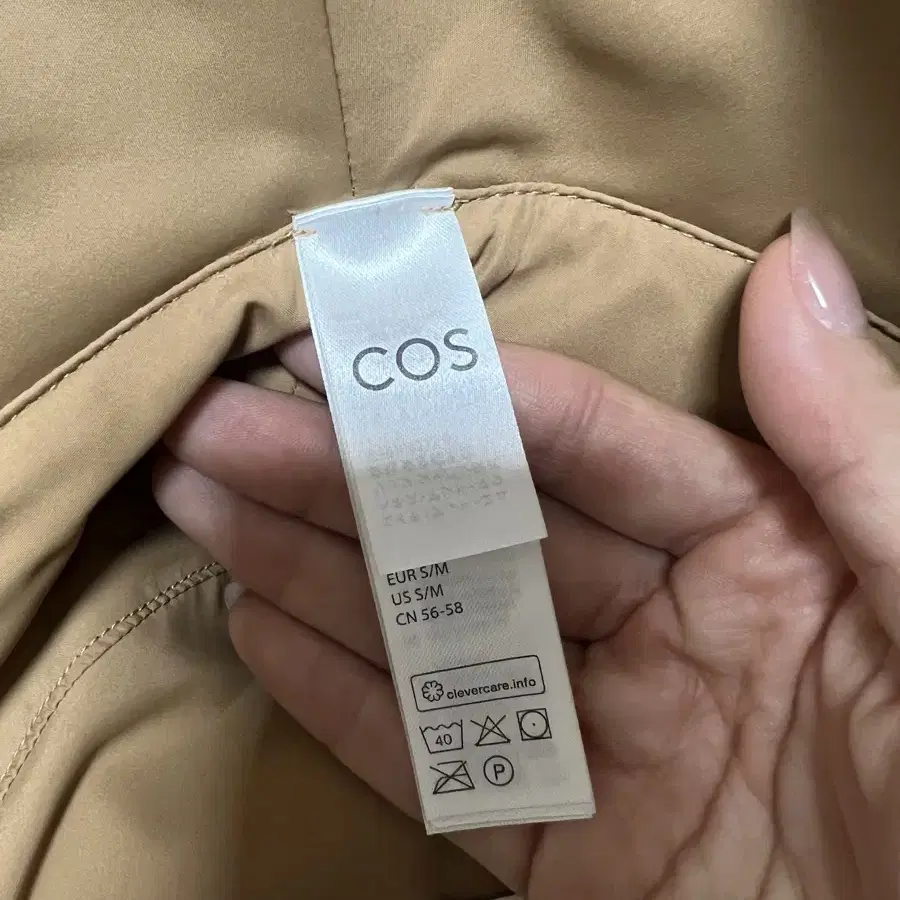 COS
EUR S/M
US S/M
CN 56-58
clevercare.info
40
P